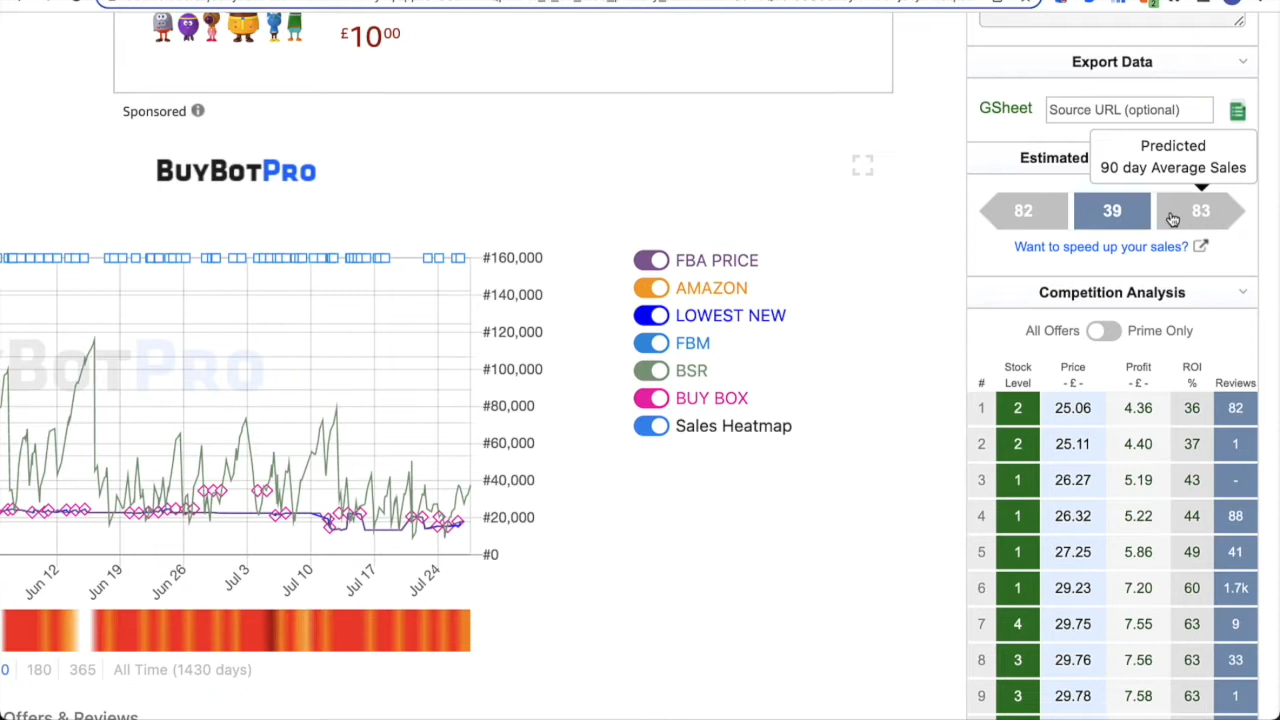 £10 00
Sponsored
BUYBOTPRO
#160,000
#140,000
#120,000
#100,000
#80,000
#60,000
#40,000
#20,000
#0
BOTPRO
Jun 12
Jun 19
Jun 26
Jul 3
Jul 10
Jul 17
Jul 24
FBA PRICE
AMAZON
LOWEST NEW
FBM
BSR
BUY BOX
Sales Heatmap
0 180 365 All Time (1430 days)
Offers & Reviews
Export Data
GSheet Source URL (optional)
Predicted
90 day Average Sales
Estimated
82 39 83
Want to speed up your sales?
Competition Analysis
All Offers Prime Only
# Stock Level Price - £ - Profit - £ - ROI % Reviews
1 2 25.06 4.36 36 82
2 2 25.11 4.40 37 1
3 1 26.27 5.19 43 -
4 1 26.32 5.22 44 88
5 1 27.25 5.86 49 41
6 1 29.23 7.20 60 1.7k
7 4 29.75 7.55 63 9
8 3 29.76 7.56 63 33
9 3 29.78 7.58 63 1